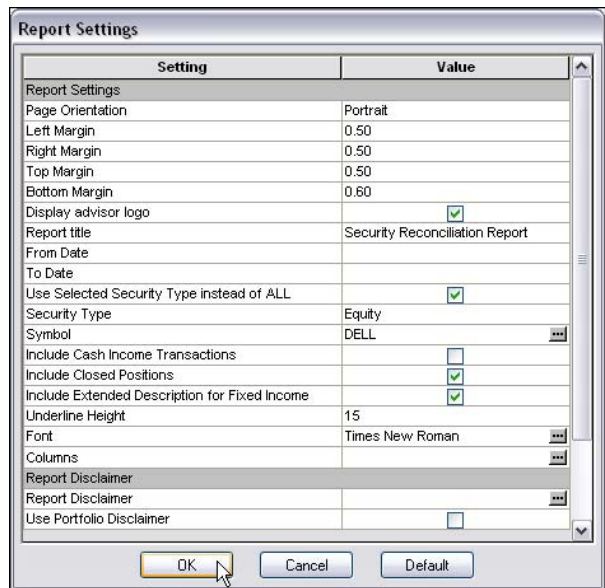 Report Settings
Setting Value
Report Settings
Page Orientation Portrait
Left Margin 0.50
Right Margin 0.50
Top Margin 0.50
Bottom Margin 0.60
Display advisor logo
Report title Security Reconciliation Report
From Date
To Date
Use Selected Security Type instead of ALL
Security Type Equity
Symbol DELL ...
Include Cash Income Transactions
Include Closed Positions
Include Extended Description for Fixed Income
Underline Height 15
Font Times New Roman ...
Columns ...
Report Disclaimer
Report Disclaimer ...
Use Portfolio Disclaimer
OK Cancel Default